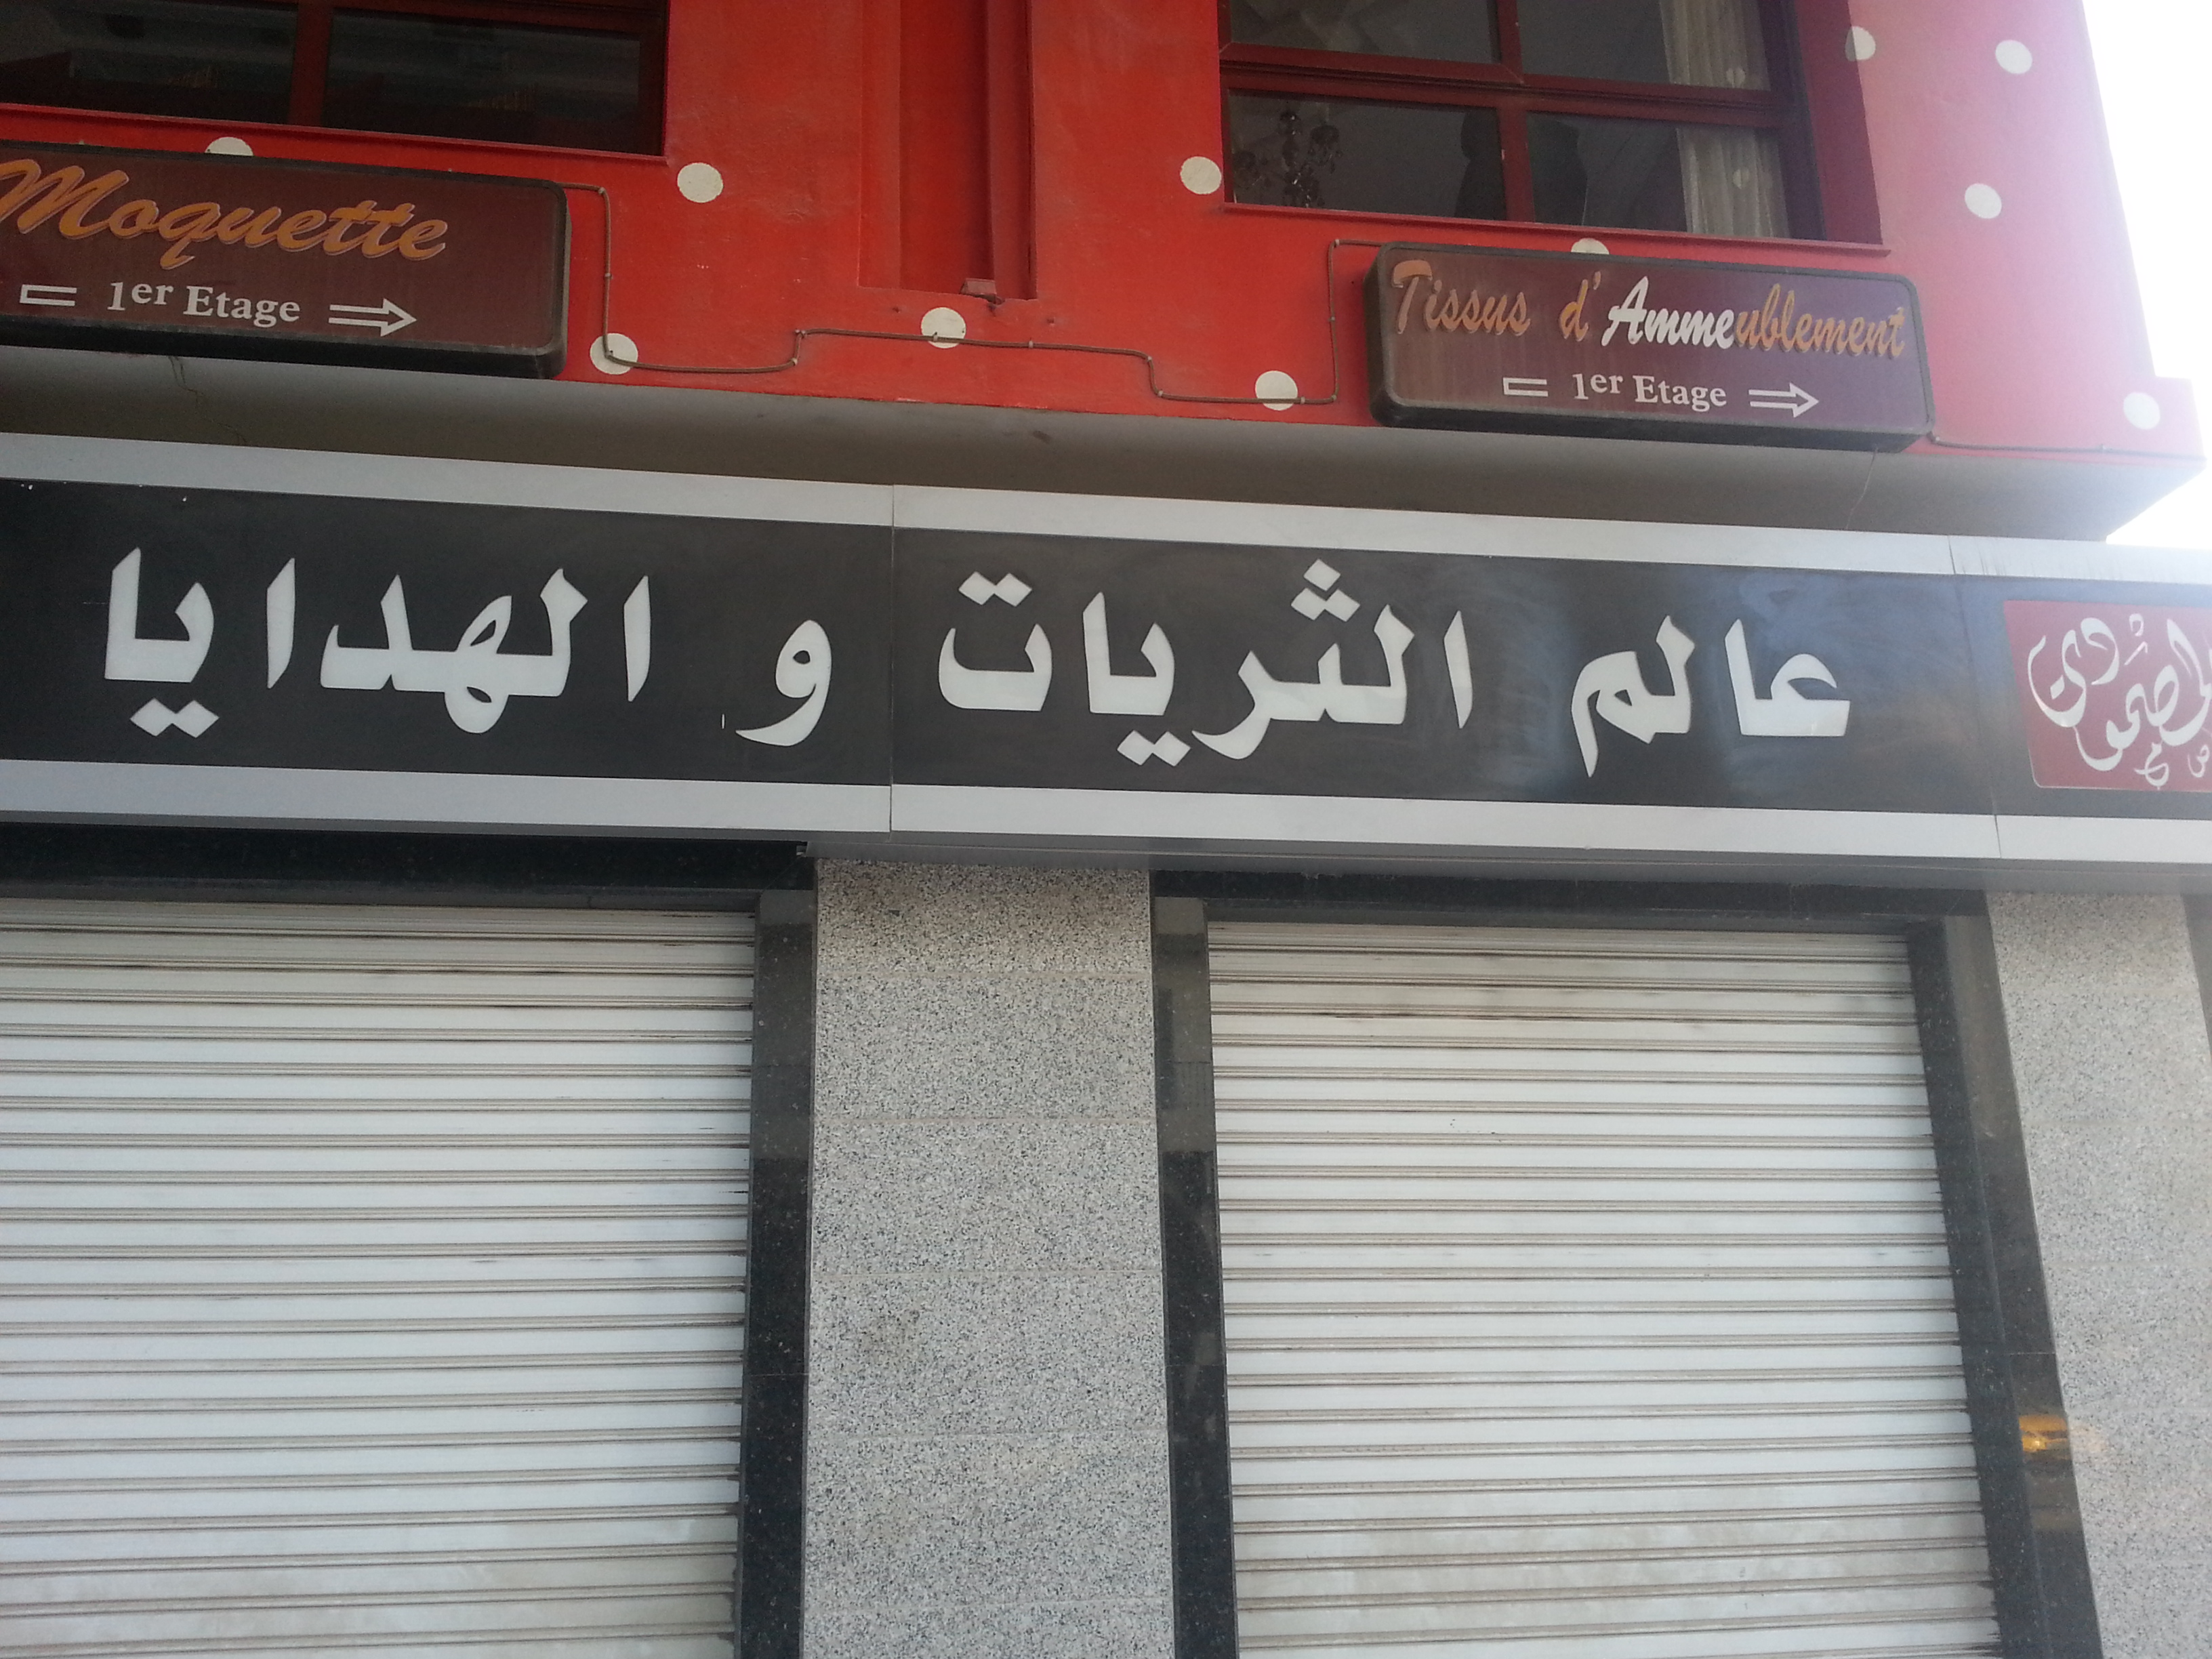 Moquette
1er Etage
Tissus d'Ammeublement
1er Etage
عالم الثريات و الهدايا